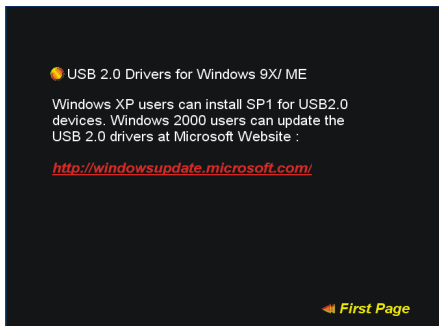 USB 2.0 Drivers for Windows 9X/ ME
Windows XP users can install SP1 for USB2.0
devices. Windows 2000 users can update the
USB 2.0 drivers at Microsoft Website :
http://windowsupdate.microsoft.com/
First Page